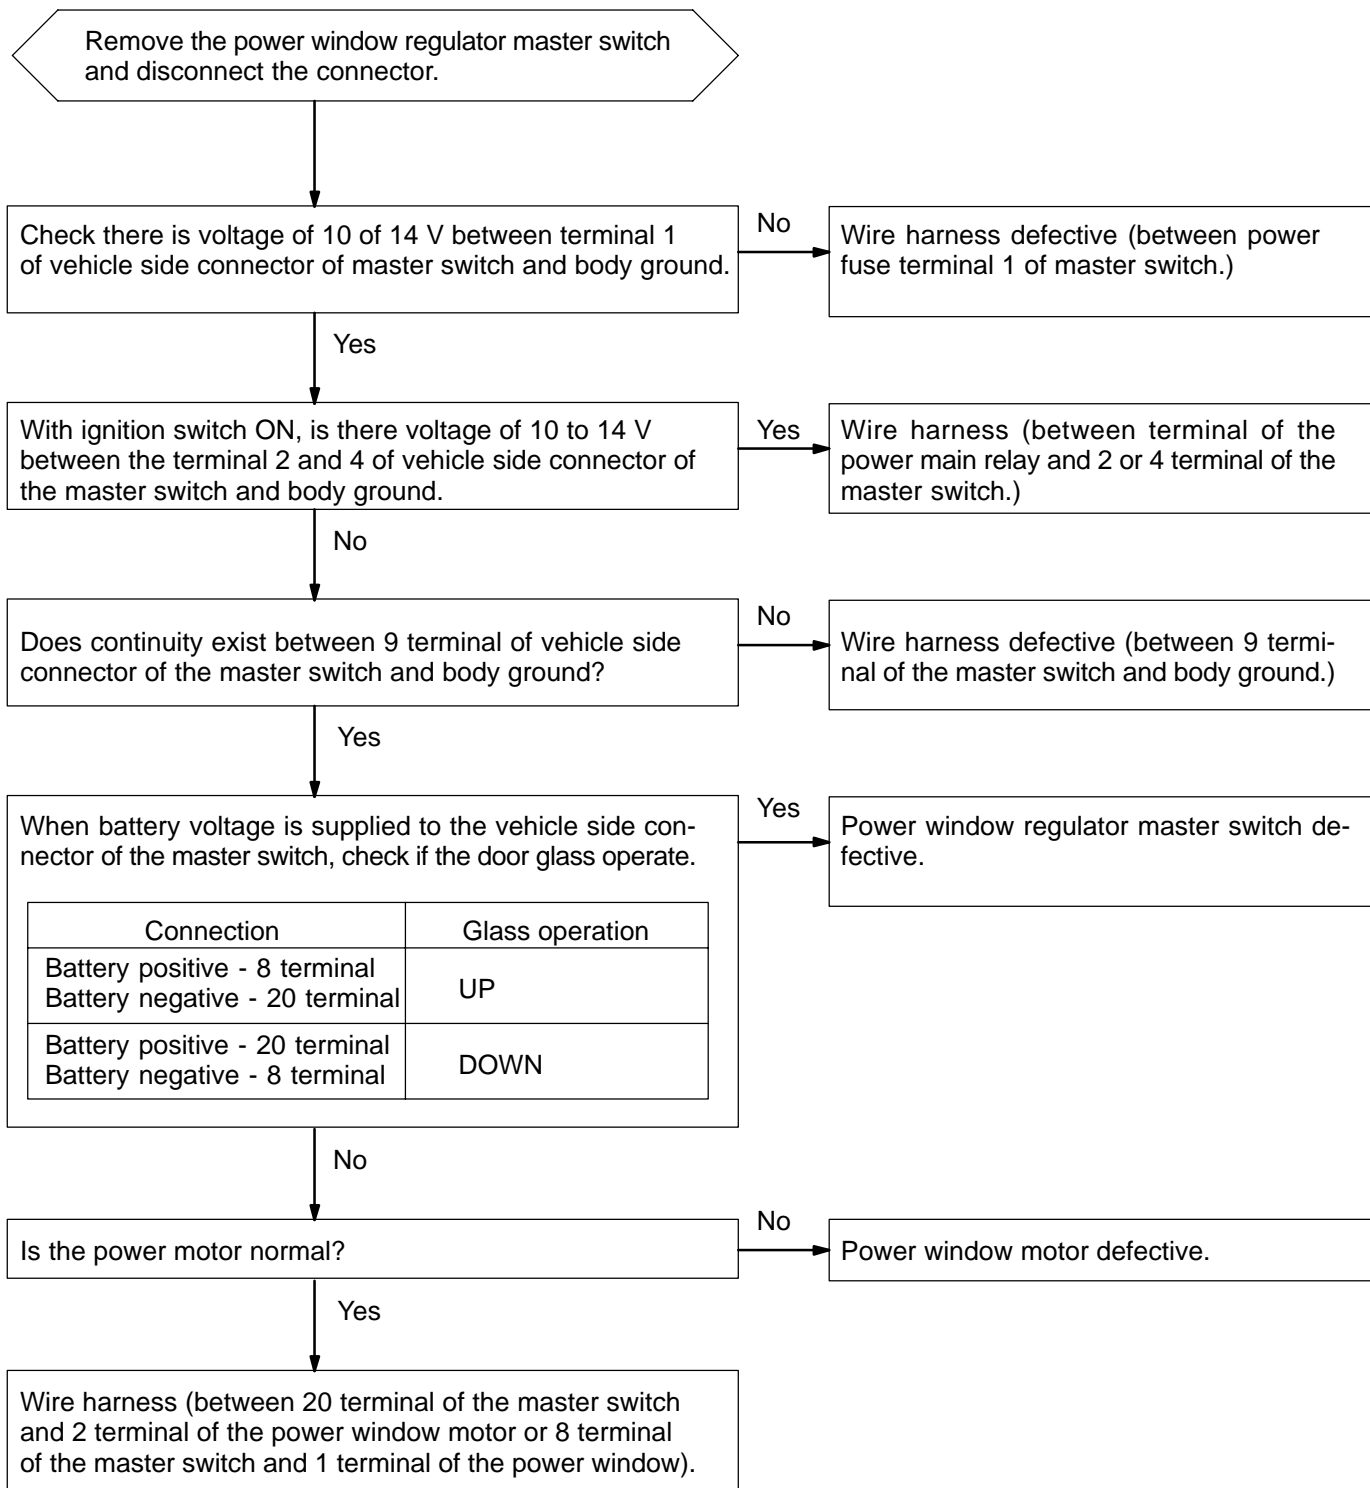 Remove the power window regulator master switch
and disconnect the connector.
Check there is voltage of 10 of 14 V between terminal 1
of vehicle side connector of master switch and body ground.
No
Wire harness defective (between power
fuse terminal 1 of master switch.)
Yes
With ignition switch ON, is there voltage of 10 to 14 V
between the terminal 2 and 4 of vehicle side connector of
the master switch and body ground.
Yes
Wire harness (between terminal of the
power main relay and 2 or 4 terminal of the
master switch.)
No
Does continuity exist between 9 terminal of vehicle side
connector of the master switch and body ground?
No
Wire harness defective (between 9 termi-
nal of the master switch and body ground.)
Yes
When battery voltage is supplied to the vehicle side con-
nector of the master switch, check if the door glass operate.
Yes
Power window regulator master switch de-
fective.
Connection Glass operation
Battery positive - 8 terminal
Battery negative - 20 terminal
UP
Battery positive - 20 terminal
Battery negative - 8 terminal
DOWN
No
Is the power motor normal?
No
Power window motor defective.
Yes
Wire harness (between 20 terminal of the master switch
and 2 terminal of the power window motor or 8 terminal
of the master switch and 1 terminal of the power window).